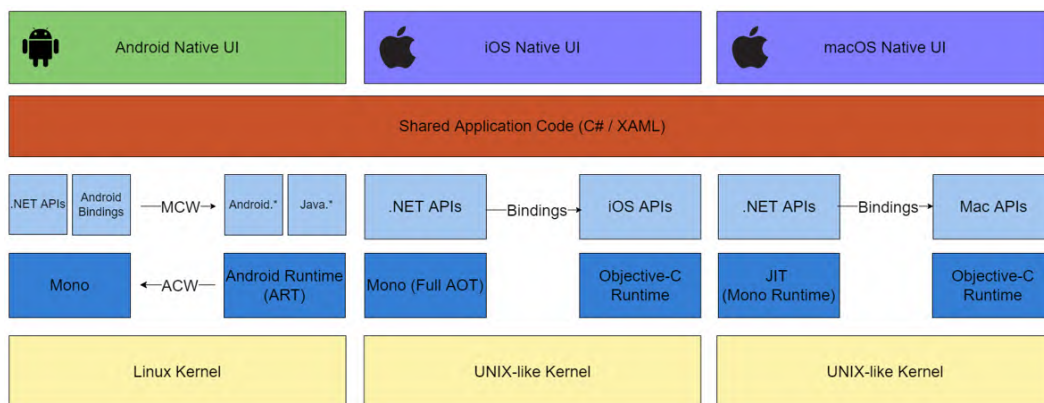 Android Native UI
iOS Native UI
macOS Native UI
Shared Application Code (C# / XAML)
.NET APIs
Android
Bindings
MCW
Android.*
Java.*
.NET APIs
Bindings
iOS APIs
.NET APIs
Bindings
Mac APIs
Mono
ACW
Android Runtime
(ART)
Mono (Full AOT)
Objective-C
Runtime
JIT
(Mono Runtime)
Objective-C
Runtime
Linux Kernel
UNIX-like Kernel
UNIX-like Kernel